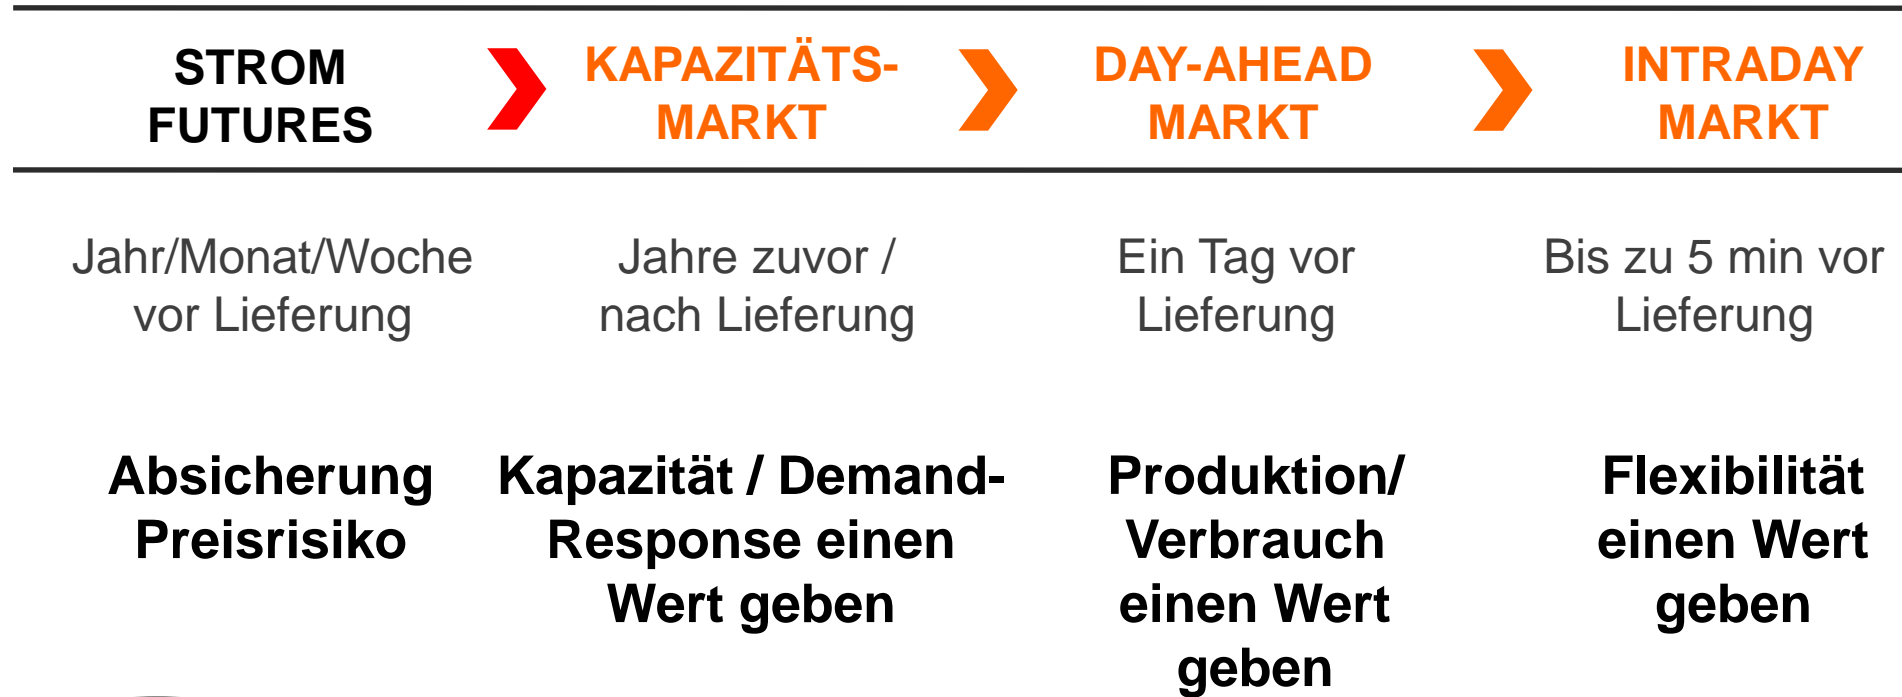 STROM
FUTURES
KAPAZITÄTS-
MARKT
DAY-AHEAD
MARKT
INTRADAY
MARKT
Jahr/Monat/Woche
vor Lieferung
Jahre zuvor /
nach Lieferung
Ein Tag vor
Lieferung
Bis zu 5 min vor
Lieferung
Absicherung
Preisrisiko
Kapazität / Demand-
Response einen
Wert geben
Produktion/
Verbrauch
einen Wert
geben
Flexibilität
einen Wert
geben